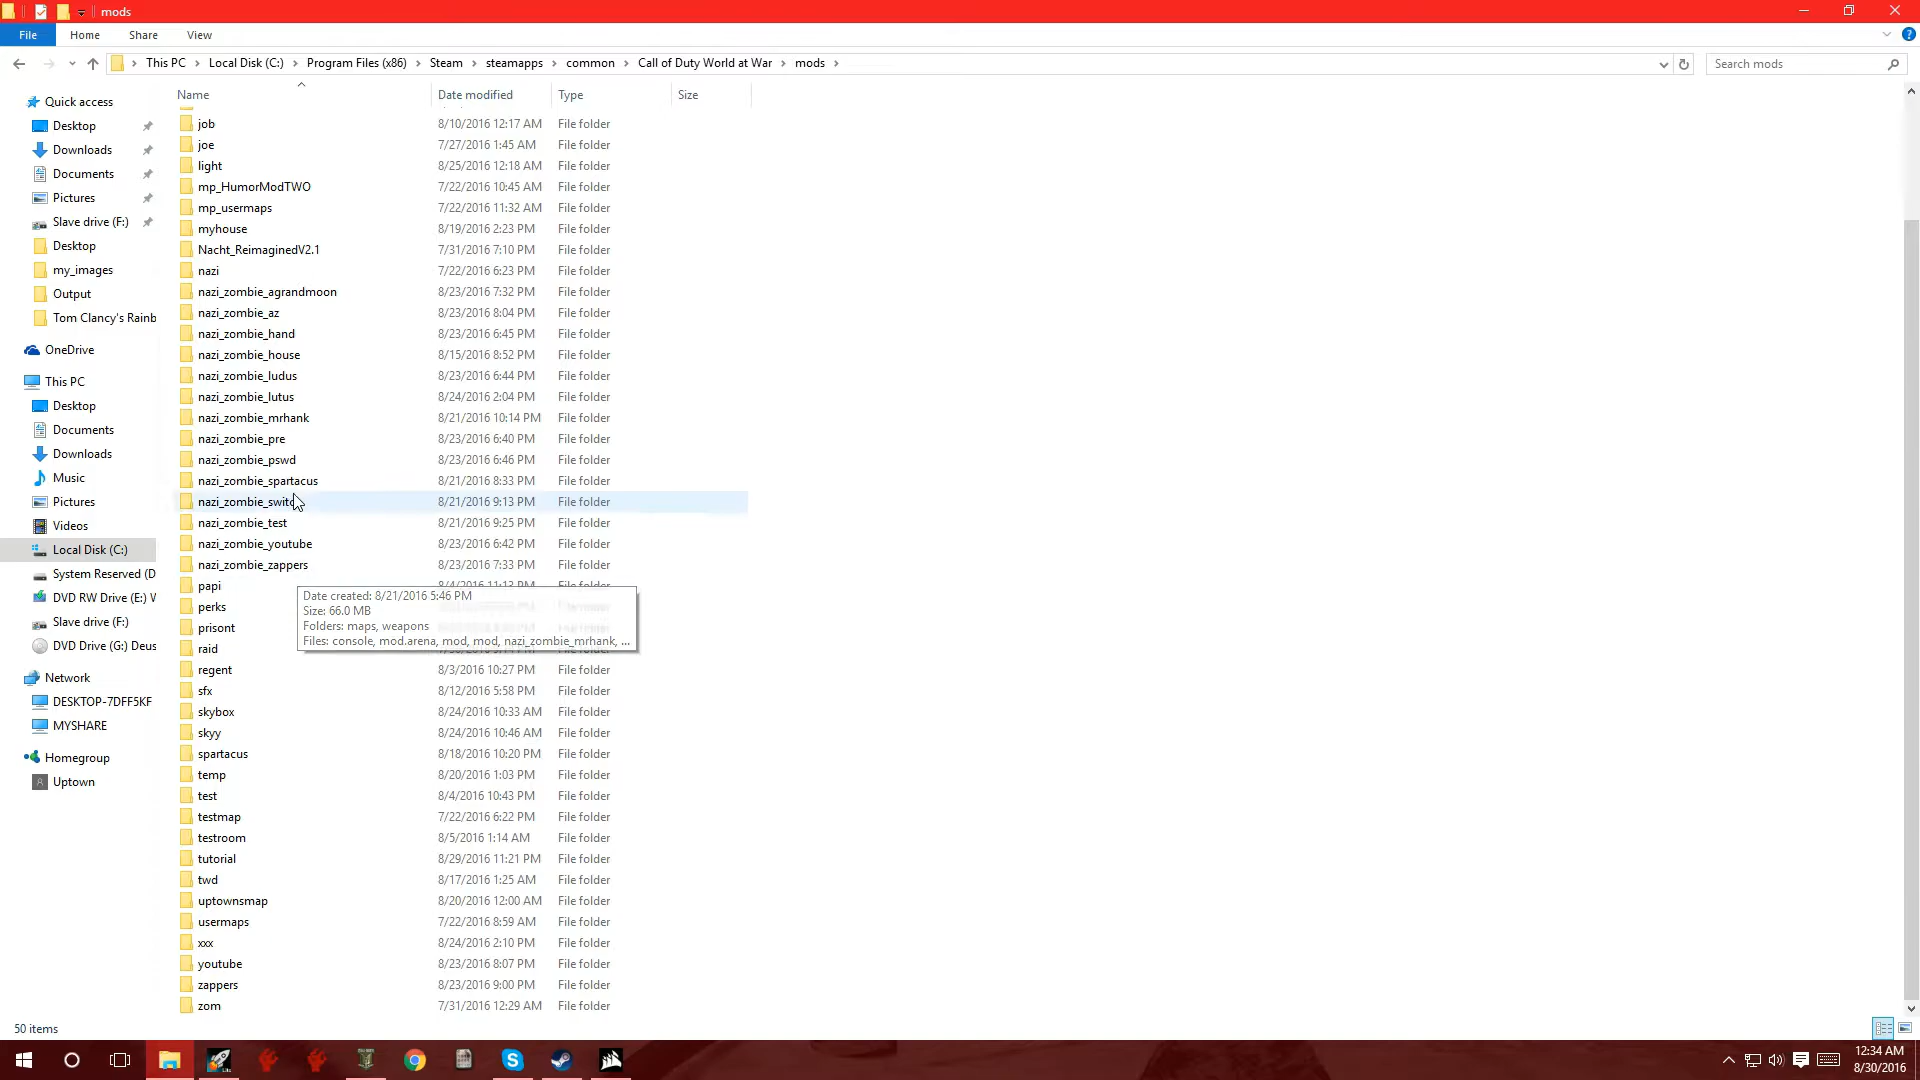 mods
File Home Share View
This PC Local Disk (C:) Program Files (x86) Steam steamapps common Call of Duty World at War mods
Search mods
Name Date modified Type Size
Quick access
Desktop
Downloads
Documents
Pictures
Slave drive (F:)
Desktop
my_images
Output
Tom Clancy's Rainb
OneDrive
This PC
Desktop
Documents
Downloads
Music
Pictures
Videos
Local Disk (C:)
System Reserved (D
DVD RW Drive (E:) W
Slave drive (F:)
DVD Drive (G:) Deus
Network
DESKTOP-7DFF5KF
MYSHARE
Homegroup
Uptown
job 8/10/2016 12:17 AM File folder
joe 7/27/2016 1:45 AM File folder
light 8/25/2016 12:18 AM File folder
mp_HumorModTWO 7/22/2016 10:45 AM File folder
mp_usermaps 7/22/2016 11:32 AM File folder
myhouse 8/19/2016 2:23 PM File folder
Nacht_ReimaginedV2.1 7/31/2016 7:10 PM File folder
nazi 7/22/2016 6:23 PM File folder
nazi_zombie_agrandmoon 8/23/2016 7:32 PM File folder
nazi_zombie_az 8/23/2016 8:04 PM File folder
nazi_zombie_hand 8/23/2016 6:45 PM File folder
nazi_zombie_house 8/15/2016 8:52 PM File folder
nazi_zombie_ludus 8/23/2016 6:44 PM File folder
nazi_zombie_lutus 8/24/2016 2:04 PM File folder
nazi_zombie_mrhank 8/21/2016 10:14 PM File folder
nazi_zombie_pre 8/23/2016 6:40 PM File folder
nazi_zombie_pswd 8/23/2016 6:46 PM File folder
nazi_zombie_spartacus 8/21/2016 8:33 PM File folder
nazi_zombie_switc 8/21/2016 9:13 PM File folder
nazi_zombie_test 8/21/2016 9:25 PM File folder
nazi_zombie_youtube 8/23/2016 6:42 PM File folder
nazi_zombie_zappers 8/23/2016 7:33 PM File folder
papi 8/4/2016 11:13 PM File folder
perks
prisont
raid
regent 8/3/2016 10:27 PM File folder
sfx 8/12/2016 5:58 PM File folder
skybox 8/24/2016 10:33 AM File folder
skyy 8/24/2016 10:46 AM File folder
spartacus 8/18/2016 10:20 PM File folder
temp 8/20/2016 1:03 PM File folder
test 8/4/2016 10:43 PM File folder
testmap 7/22/2016 6:22 PM File folder
testroom 8/5/2016 1:14 AM File folder
tutorial 8/29/2016 11:21 PM File folder
twd 8/17/2016 1:25 AM File folder
uptownsmap 8/20/2016 12:00 AM File folder
usermaps 7/22/2016 8:59 AM File folder
xxx 8/24/2016 2:10 PM File folder
youtube 8/23/2016 8:07 PM File folder
zappers 8/23/2016 9:00 PM File folder
zom 7/31/2016 12:29 AM File folder
Date created: 8/21/2016 5:46 PM
Size: 66.0 MB
Folders: maps, weapons
Files: console, mod.arena, mod, mod, nazi_zombie_mrhank, ...
50 items
12:34 AM
8/30/2016